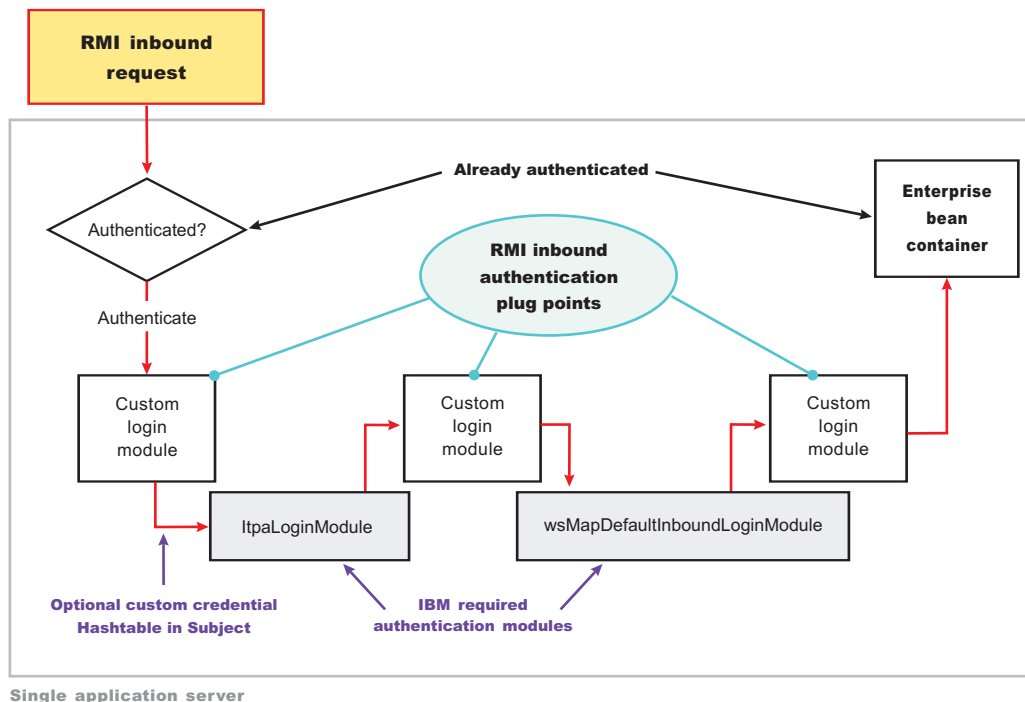 RMI inbound
request
Already authenticated
Enterprise
bean
container
Authenticated?
RMI inbound
authentication
plug points
Authenticate
Custom
login
module
Custom
login
module
Custom
login
module
ltpaLoginModule
wsMapDefaultInboundLoginModule
Optional custom credential
Hashtable in Subject
IBM required
authentication modules
Single application server